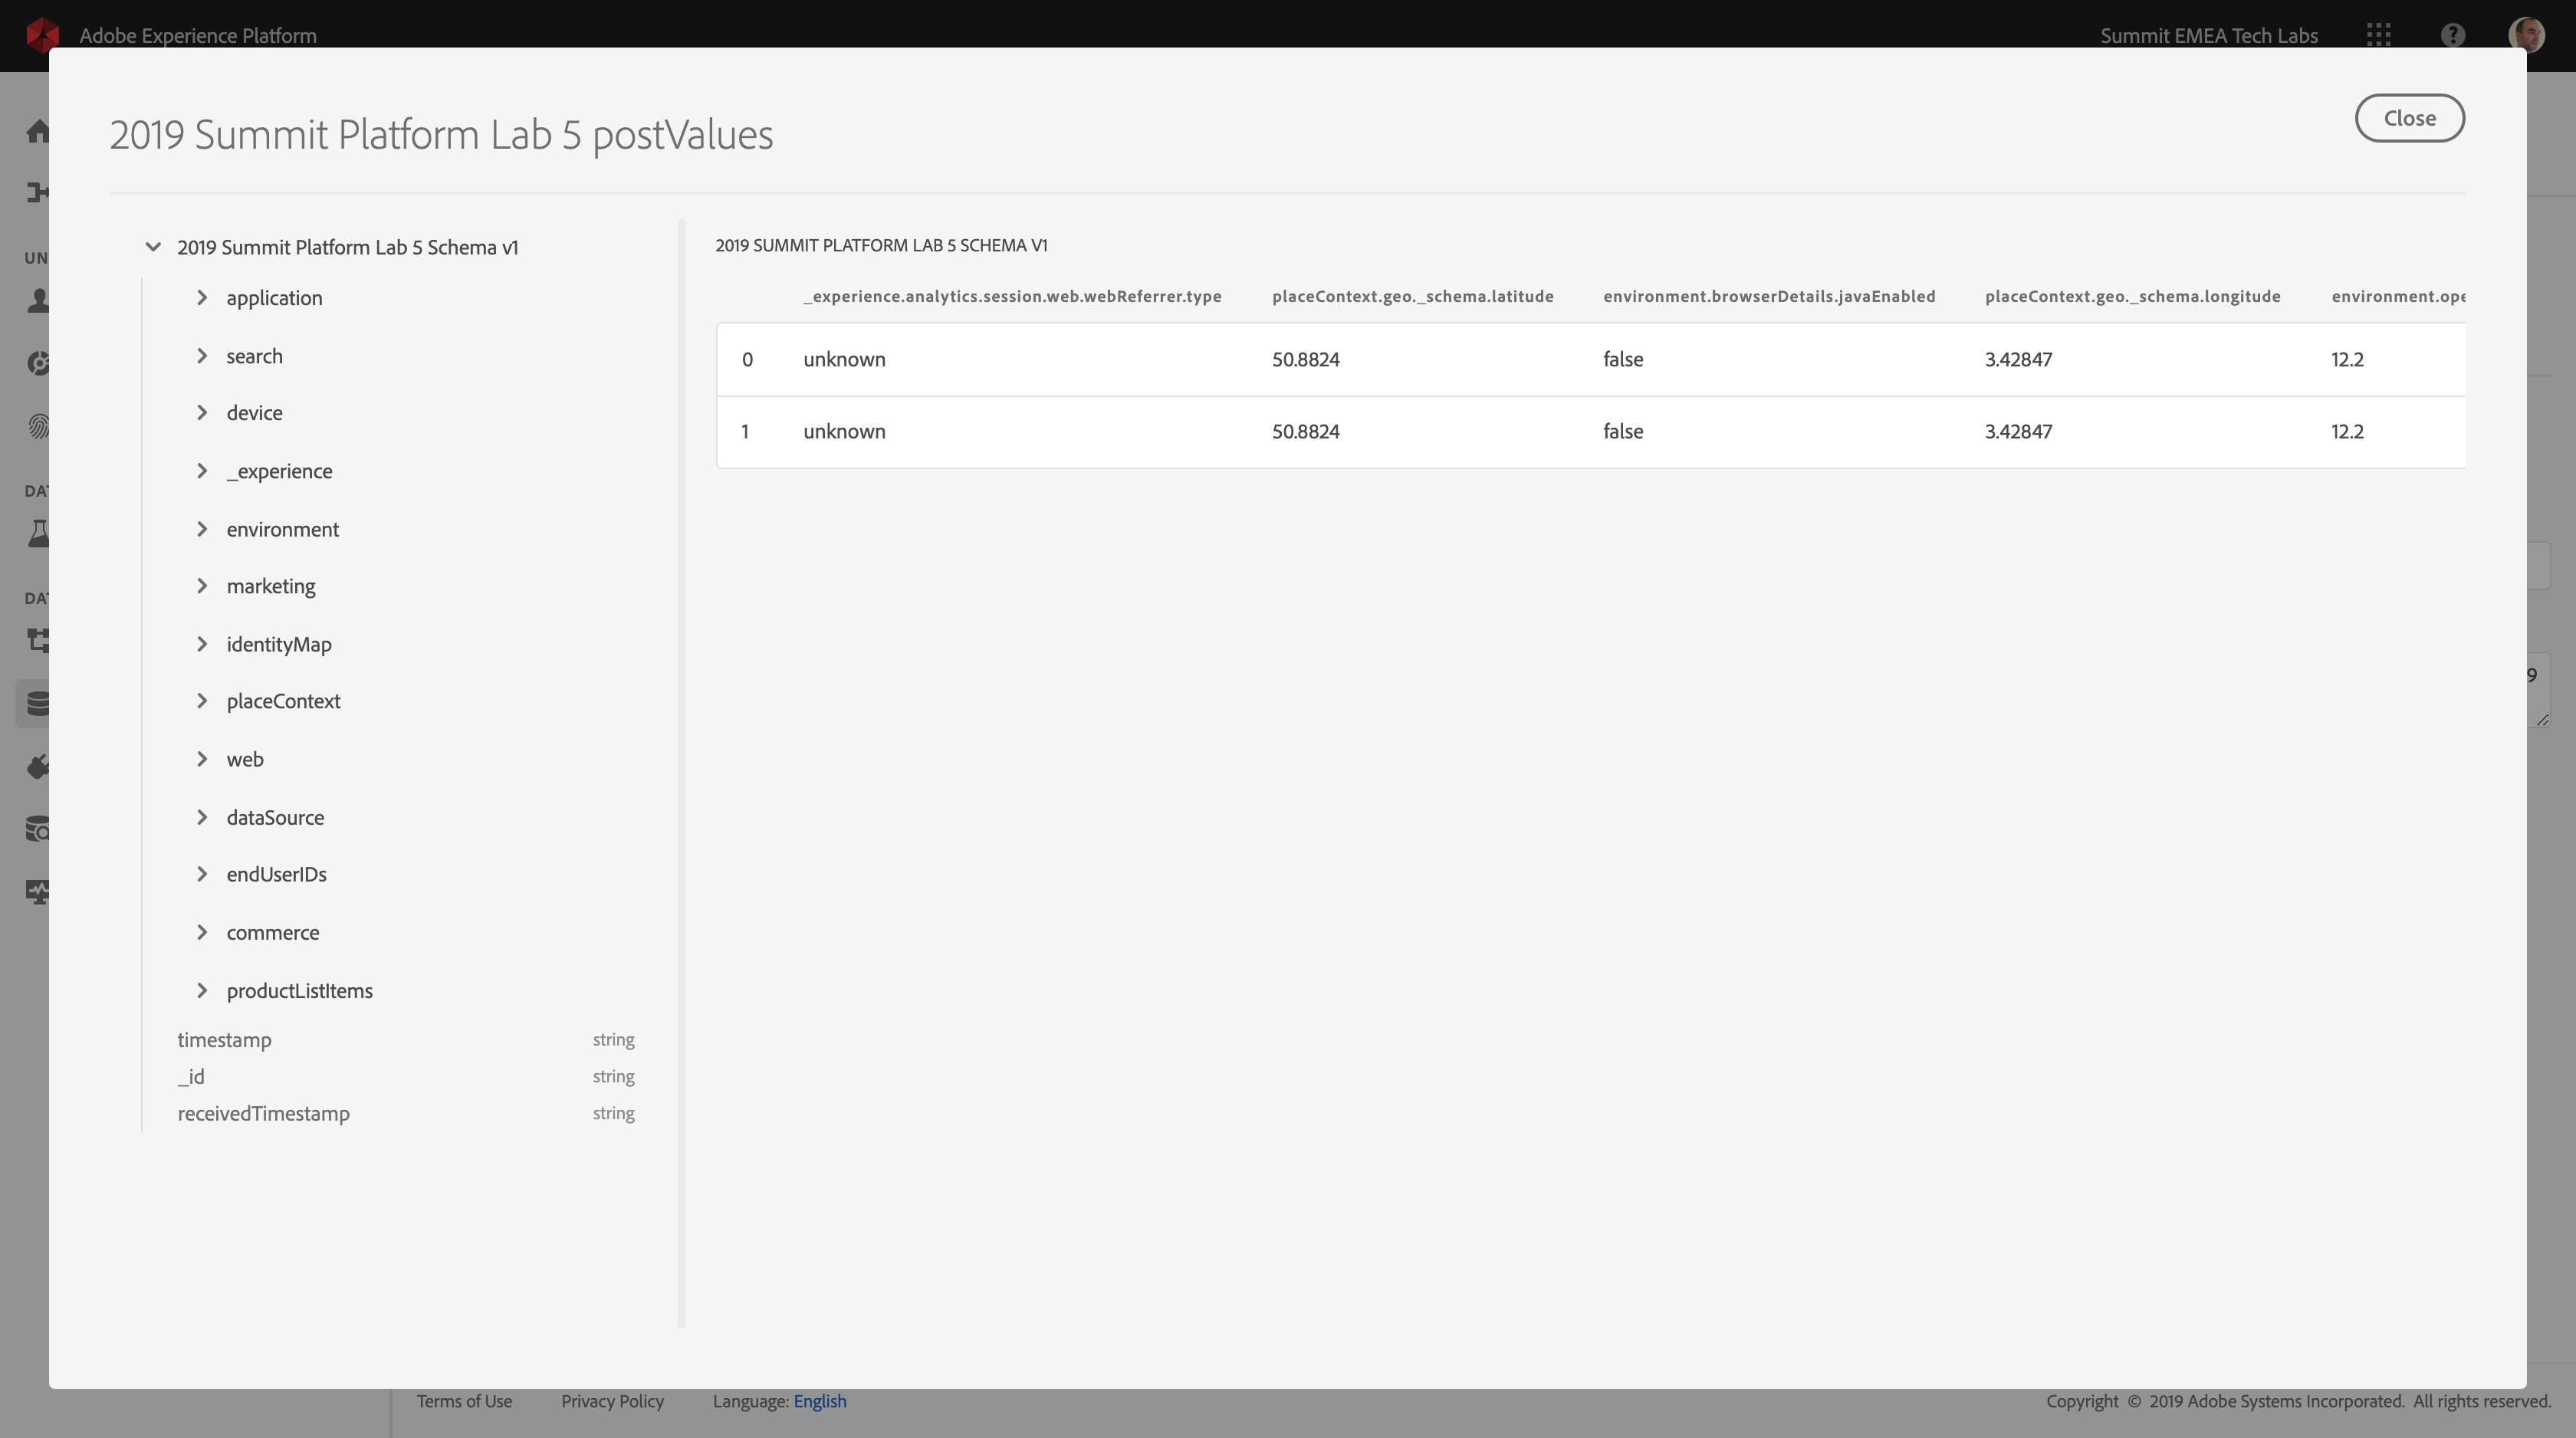 Adobe Experience Platform
Summit EMEA Tech Labs
2019 Summit Platform Lab 5 postValues
Close
UN
DAT
DAT
2019 Summit Platform Lab 5 Schema v1
application
search
device
_experience
environment
marketing
identityMap
placeContext
web
dataSource
endUserIDs
commerce
productListItems
timestamp string
_id string
receivedTimestamp string
2019 SUMMIT PLATFORM LAB 5 SCHEMA V1
_experience.analytics.session.web.webReferrer.type placeContext.geo._schema.latitude environment.browserDetails.javaEnabled placeContext.geo._schema.longitude environment.ope
0 unknown 50.8824 false 3.42847 12.2
1 unknown 50.8824 false 3.42847 12.2
9
Terms of Use Privacy Policy Language: English
Copyright © 2019 Adobe Systems Incorporated. All rights reserved.